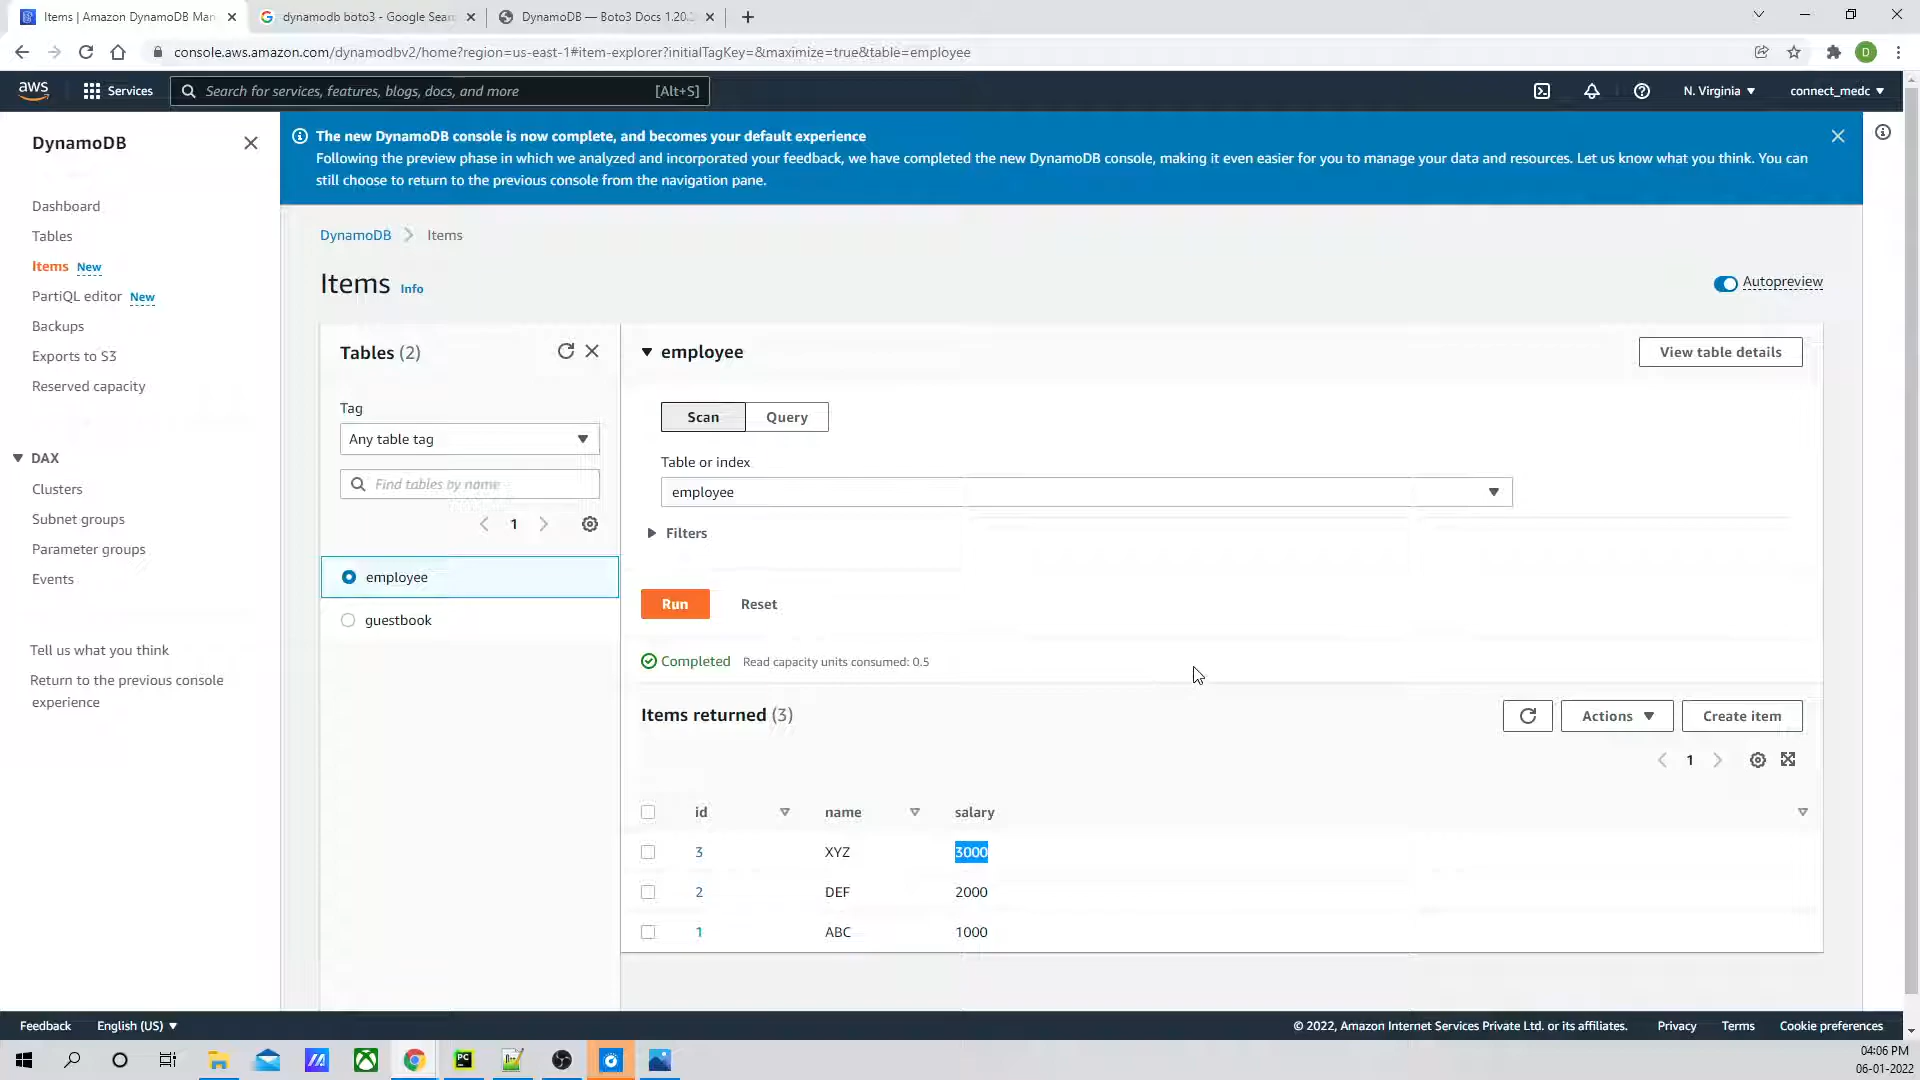 Items | Amazon DynamoDB Mar
dynamodb boto3 - Google Sear
DynamoDB — Boto3 Docs 1.20.
console.aws.amazon.com/dynamodbv2/home?region=us-east-1#item-explorer?initialTagKey=&maximize=true&table=employee
D
aws
Services
Search for services, features, blogs, docs, and more
[Alt+S]
N. Virginia
connect_medc
DynamoDB
Dashboard
Tables
Items New
PartiQL editor New
Backups
Exports to S3
Reserved capacity
DAX
Clusters
Subnet groups
Parameter groups
Events
Tell us what you think
Return to the previous console
experience
The new DynamoDB console is now complete, and becomes your default experience
Following the preview phase in which we analyzed and incorporated your feedback, we have completed the new DynamoDB console, making it even easier for you to manage your data and resources. Let us know what you think. You can
still choose to return to the previous console from the navigation pane.
DynamoDB
Items
Items Info
Autopreview
Tables (2)
Tag
Any table tag
Find tables by name
1
employee
guestbook
employee
View table details
Scan
Query
Table or index
employee
Filters
Run
Reset
Completed
Read capacity units consumed: 0.5
Items returned (3)
Actions
Create item
1
id name salary
3 XYZ 3000
2 DEF 2000
1 ABC 1000
Feedback
English (US)
© 2022, Amazon Internet Services Private Ltd. or its affiliates.
Privacy
Terms
Cookie preferences
PC
04:06 PM
06-01-2022